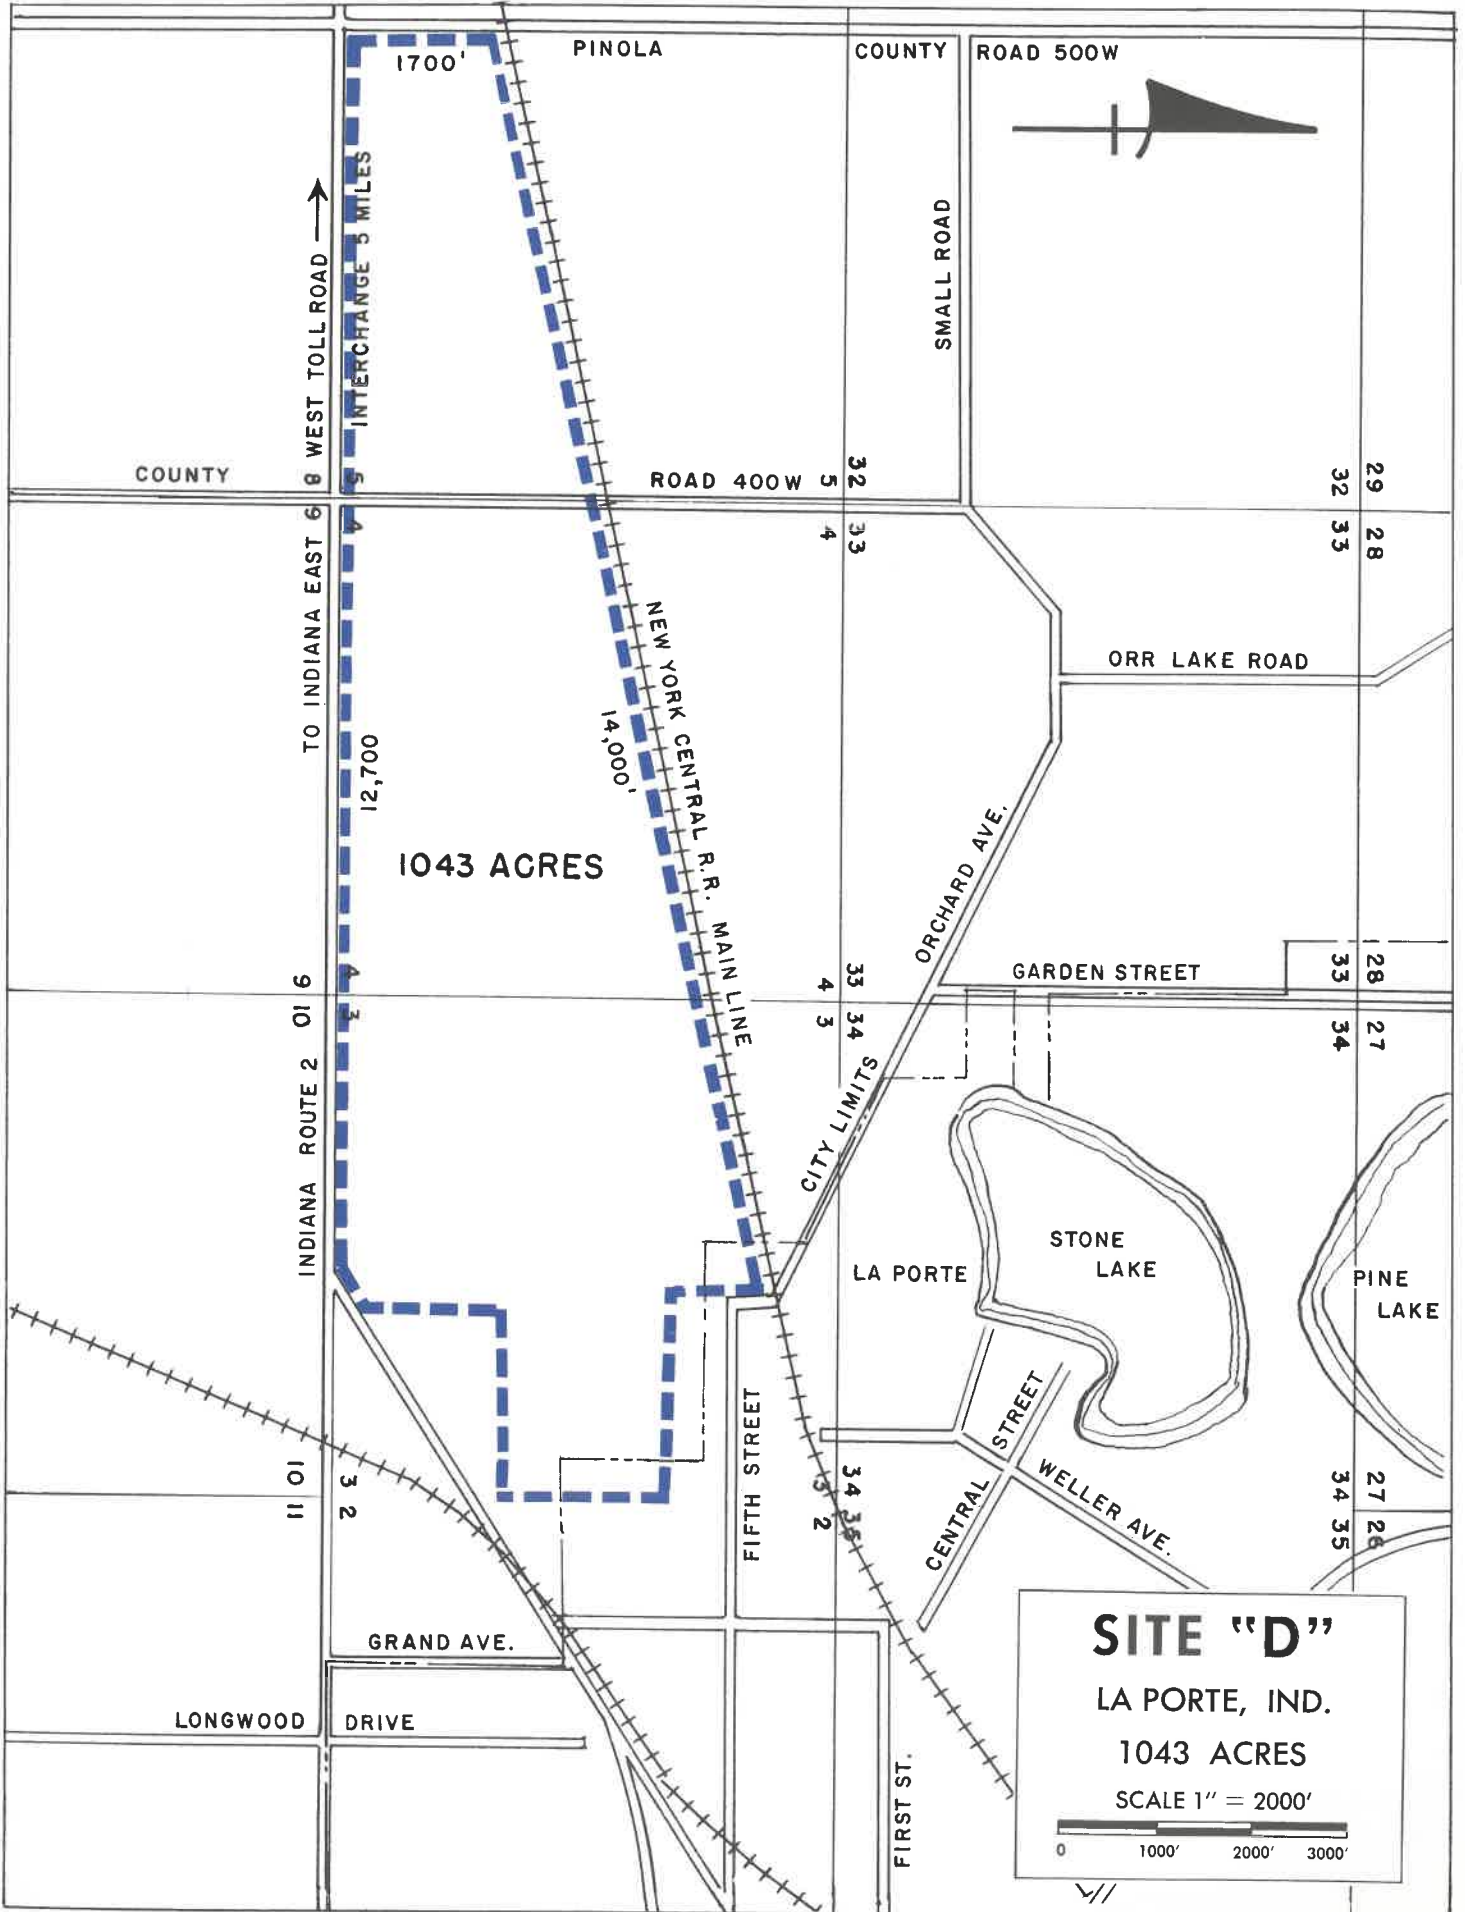 1700'
PINOLA
COUNTY ROAD 500W
TO INDIANA EAST 6 8 WEST TOLL ROAD
INTERCHANGE 5 MILES
SMALL ROAD
COUNTY
ROAD 400W
5
4
5 32
4 33
32 29
33 28
ORR LAKE ROAD
NEW YORK CENTRAL R.R. MAIN LINE
14,000'
12,700
1043 ACRES
ORCHARD AVE.
GARDEN STREET
9
10
4
3
4 33
3 34
33 28
34 27
CITY LIMITS
INDIANA ROUTE 2
LA PORTE
STONE
LAKE
PINE
LAKE
FIFTH STREET
CENTRAL STREET
WELLER AVE.
10 3
11 2
3 34
2 35
34 27
35 26
GRAND AVE.
LONGWOOD DRIVE
FIRST ST.
SITE "D"
LA PORTE, IND.
1043 ACRES
SCALE 1" = 2000'
0 1000' 2000' 3000'